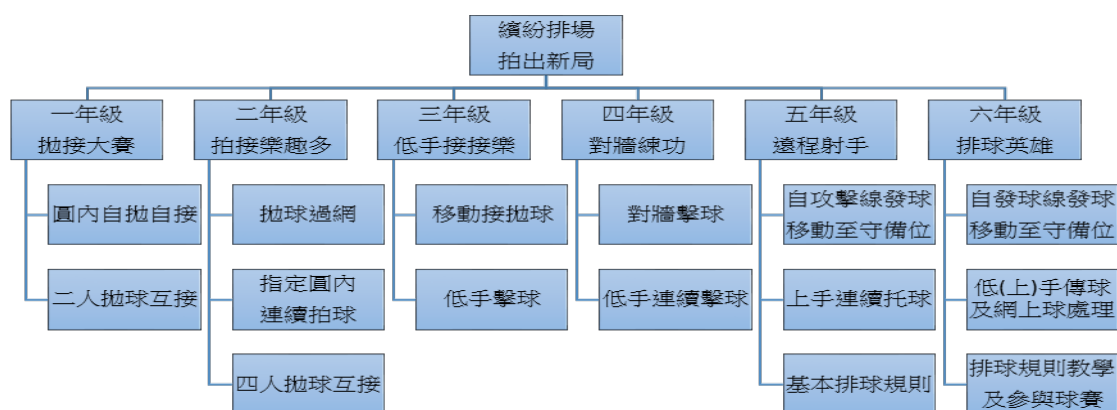 繽紛排場
拍出新局
一年級
拋接大賽
二年級
拍接樂趣多
三年級
低手接接樂
四年級
對牆練功
五年級
遠程射手
六年級
排球英雄
圓內自拋自接
二人拋球互接
拋球過網
指定圓內
連續拍球
四人拋球互接
移動接拋球
低手擊球
對牆擊球
低手連續擊球
自攻擊線發球
移動至守備位
上手連續托球
基本排球規則
自發球線發球
移動至守備位
低(上)手傳球
及網上球處理
排球規則教學
及參與球賽